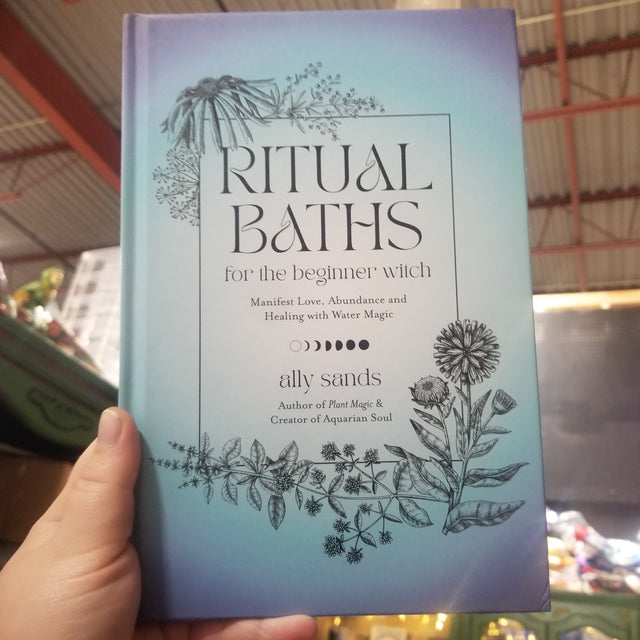 RITUAL
BATHS
for the beginner witch
Manifest Love, Abundance and
Healing with Water Magic
ally sands
Author of Plant Magic &
Creator of Aquarian Soul